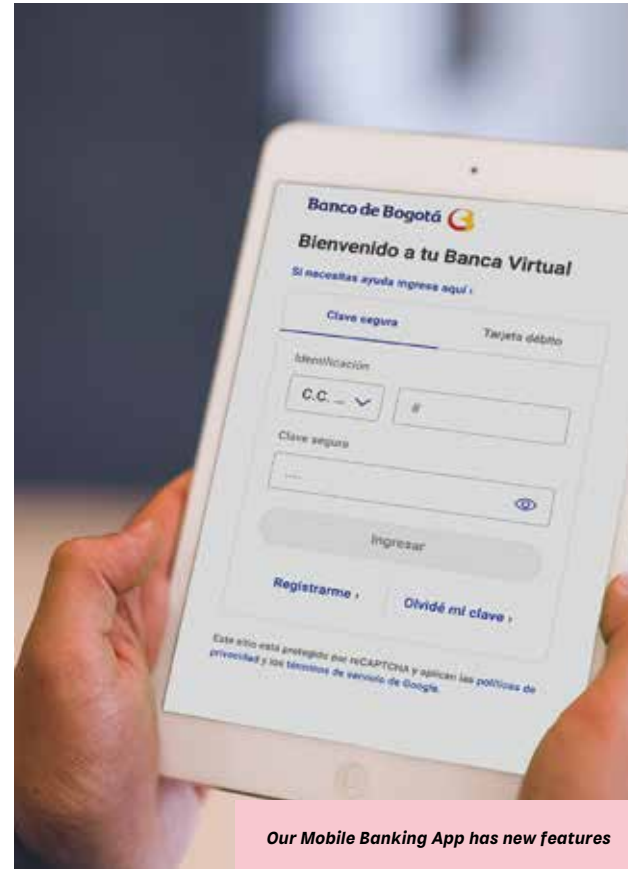 Banco de Bogotá
Bienvenido a tu Banca Virtual
Si necesitas ayuda ingresa aquí ›
Clave segura
Tarjeta débito
Identificación
C.C. ...
#
Clave segura
....
Ingresar
Registrarme ›
Olvidé mi clave ›
Este sitio está protegido por reCAPTCHA y aplican las políticas de
privacidad y los términos de servicio de Google.
Our Mobile Banking App has new features